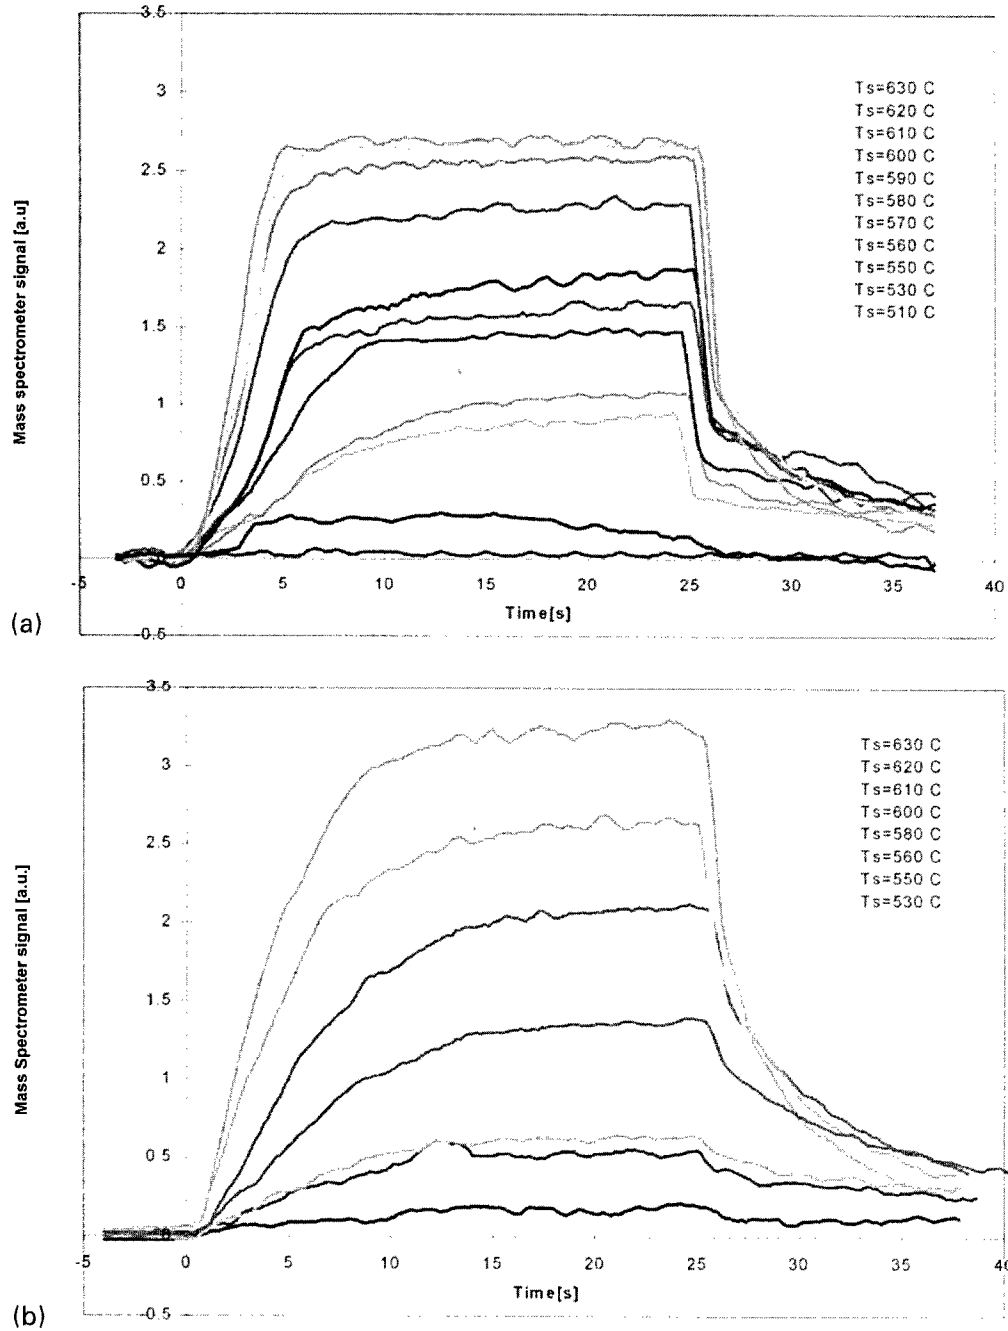 3.5
3
2.5
2
1.5
1
0.5
0
-0.5
-5 0 5 10 15 20 25 30 35 40
Time[s]
Mass spectrometer signal [a.u]
Ts=630 C
Ts=620 C
Ts=610 C
Ts=600 C
Ts=590 C
Ts=580 C
Ts=570 C
Ts=560 C
Ts=550 C
Ts=530 C
Ts=510 C
(a)
3.5
3
2.5
2
1.5
1
0.5
0
-0.5
-5 0 5 10 15 20 25 30 35 40
Time[s]
Mass Spectrometer signal [a.u.]
Ts=630 C
Ts=620 C
Ts=610 C
Ts=600 C
Ts=580 C
Ts=560 C
Ts=550 C
Ts=530 C
(b)